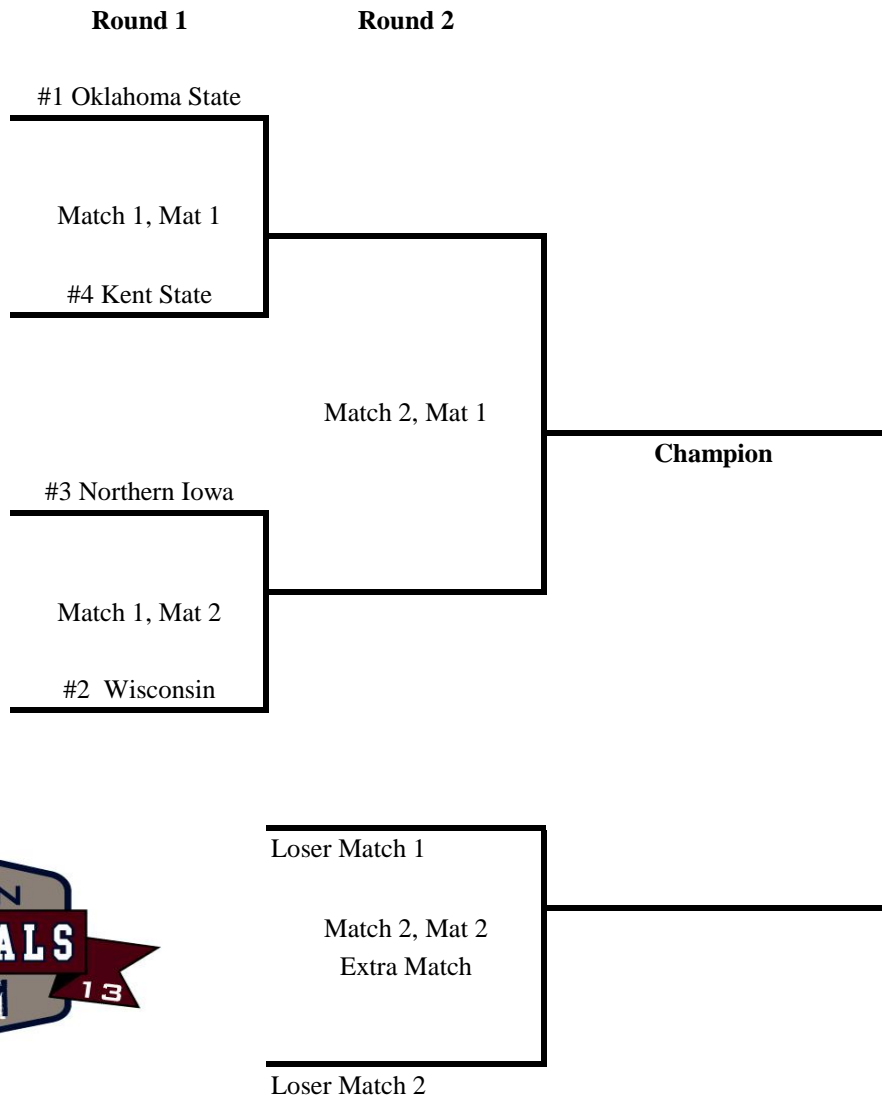 Round 1 Round 2
#1 Oklahoma State
Match 1, Mat 1
#4 Kent State
Match 2, Mat 1
Champion
#3 Northern Iowa
Match 1, Mat 2
#2 Wisconsin
Loser Match 1
Match 2, Mat 2
Extra Match
Loser Match 2
13